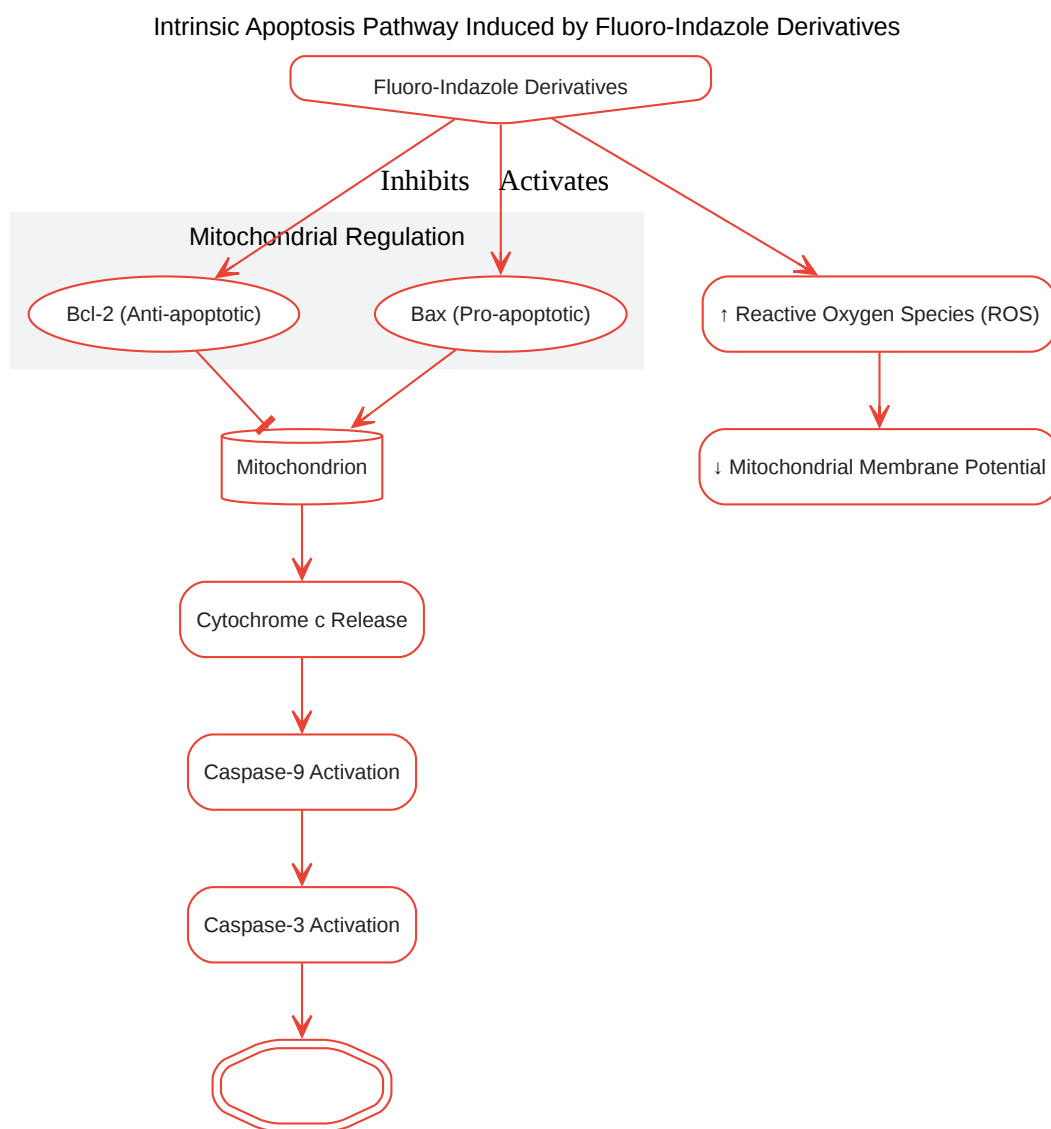 Intrinsic Apoptosis Pathway Induced by Fluoro-Indazole Derivatives
Fluoro-Indazole Derivatives
Inhibits
Activates
Mitochondrial Regulation
Bcl-2 (Anti-apoptotic)
Bax (Pro-apoptotic)
↑ Reactive Oxygen Species (ROS)
Mitochondrion
↓ Mitochondrial Membrane Potential
Cytochrome c Release
Caspase-9 Activation
Caspase-3 Activation